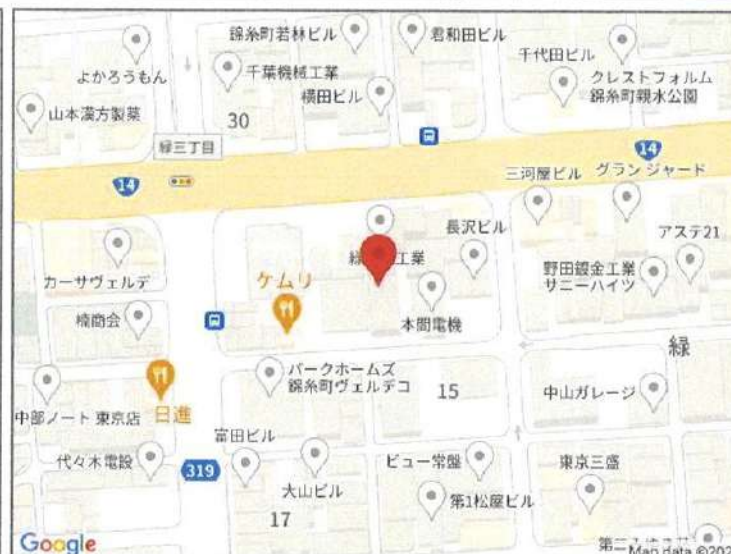 錦糸町若林ビル
君和田ビル
千代田ビル
よかろうもん
千葉機械工業
クレストフォルム
錦糸町親水公園
山本漢方製薬
横田ビル
30
緑三丁目
14
14
三河屋ビル
グランジャード
長沢ビル
アステ21
工業
カーサヴェルデ
ケムリ
野田鍍金工業
サニーハイツ
楠商会
本間電機
緑
パークホームズ
錦糸町ヴェルデコ
15
中山ガレージ
中部ノート 東京店
日進
富田ビル
代々木電設
319
ビュー常盤
東京三盛
大山ビル
第1松屋ビル
17
Google
Map data ©202